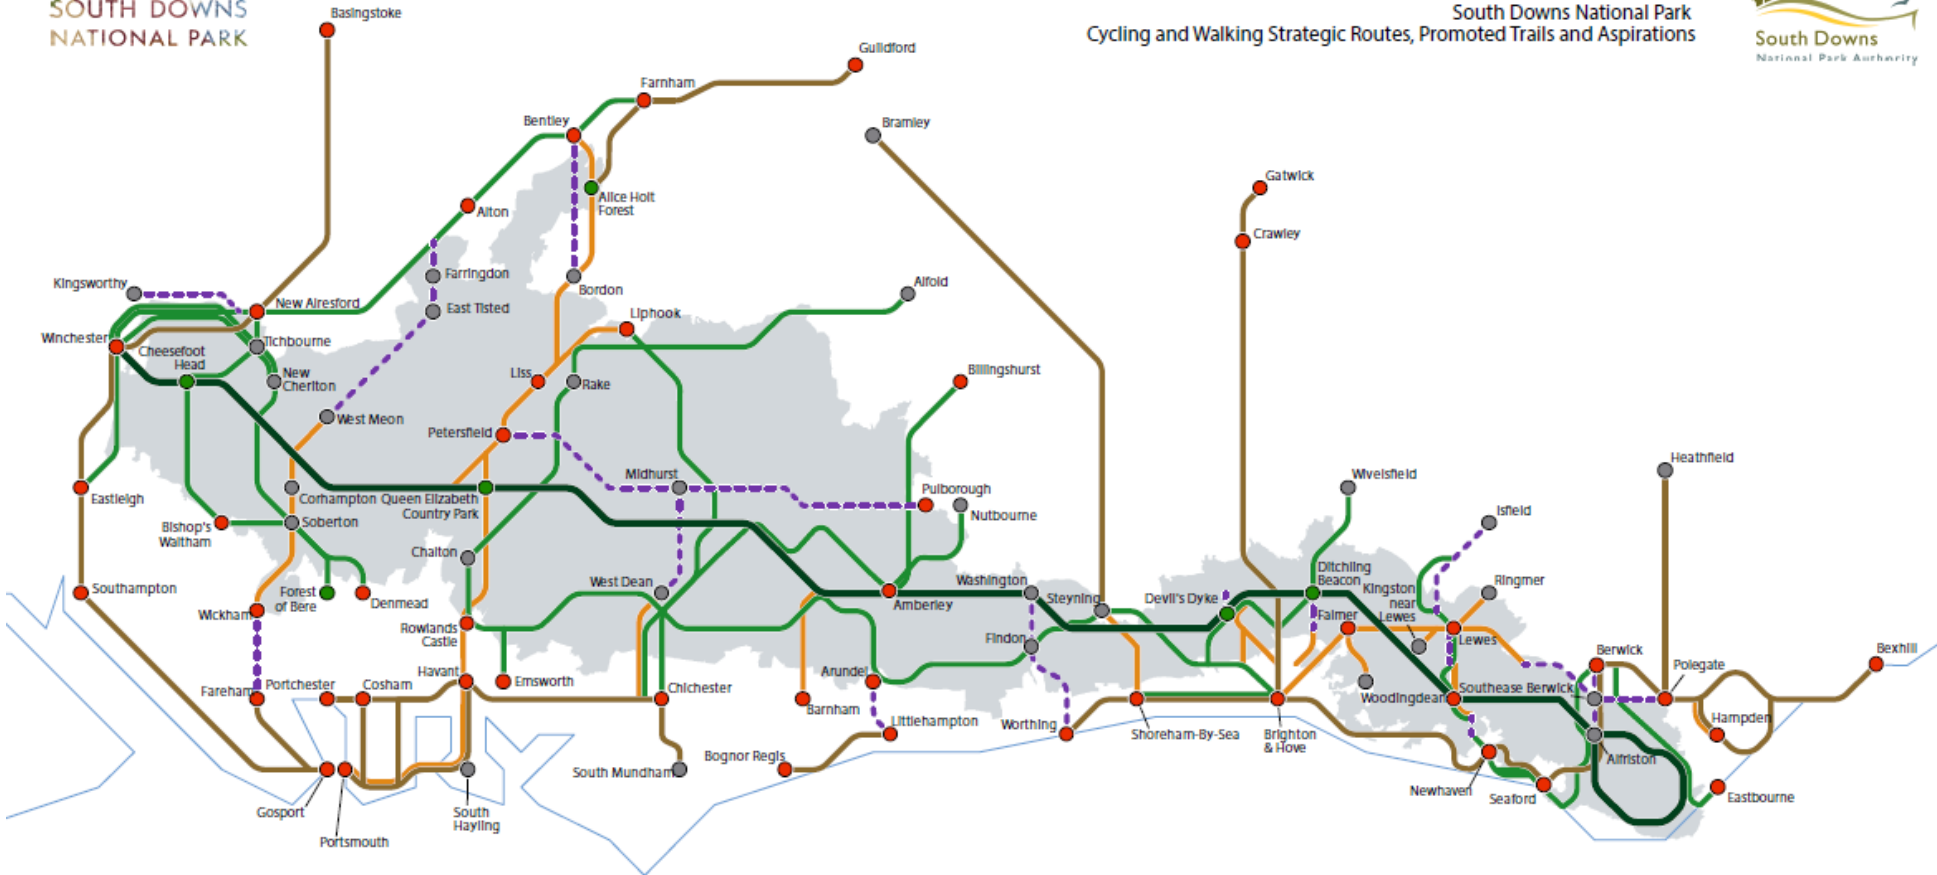 SOUTH DOWNS
NATIONAL PARK
South Downs National Park
Cycling and Walking Strategic Routes, Promoted Trails and Aspirations
South Downs
National Park Authority
Basingstoke
Guildford
Farnham
Bentley
Bramley
Alice Holt
Forest
Gatwick
Alton
Crawley
Farringdon
Kingsworthy
Bordon
Alfold
New Alresford
East Tisted
Liphook
Winchester
Tichbourne
Cheesefoot
Head
New
Cheriton
Liss
Rake
Billingshurst
West Meon
Petersfield
Heathfield
Midhurst
Wivelsfield
Eastleigh
Corhampton
Queen Elizabeth
Country Park
Pulborough
Nutbourne
Isfield
Bishop's
Waltham
Soberton
Chalton
Ditchling
Beacon
Southampton
Forest
of Bere
Denmead
West Dean
Amberley
Washington
Steyning
Devil's Dyke
Kingston
near
Lewes
Ringmer
Wickham
Rowlands
Castle
Findon
Falmer
Lewes
Berwick
Bexhill
Fareham
Portchester
Cosham
Havant
Emsworth
Chichester
Arundel
Barnham
Woodingdean
Southease
Berwick
Polegate
Hampden
Littlehampton
Worthing
Shoreham-By-Sea
Brighton
& Hove
Alfriston
Bognor Regis
South Mundham
Gosport
South
Hayling
Portsmouth
Newhaven
Seaford
Eastbourne